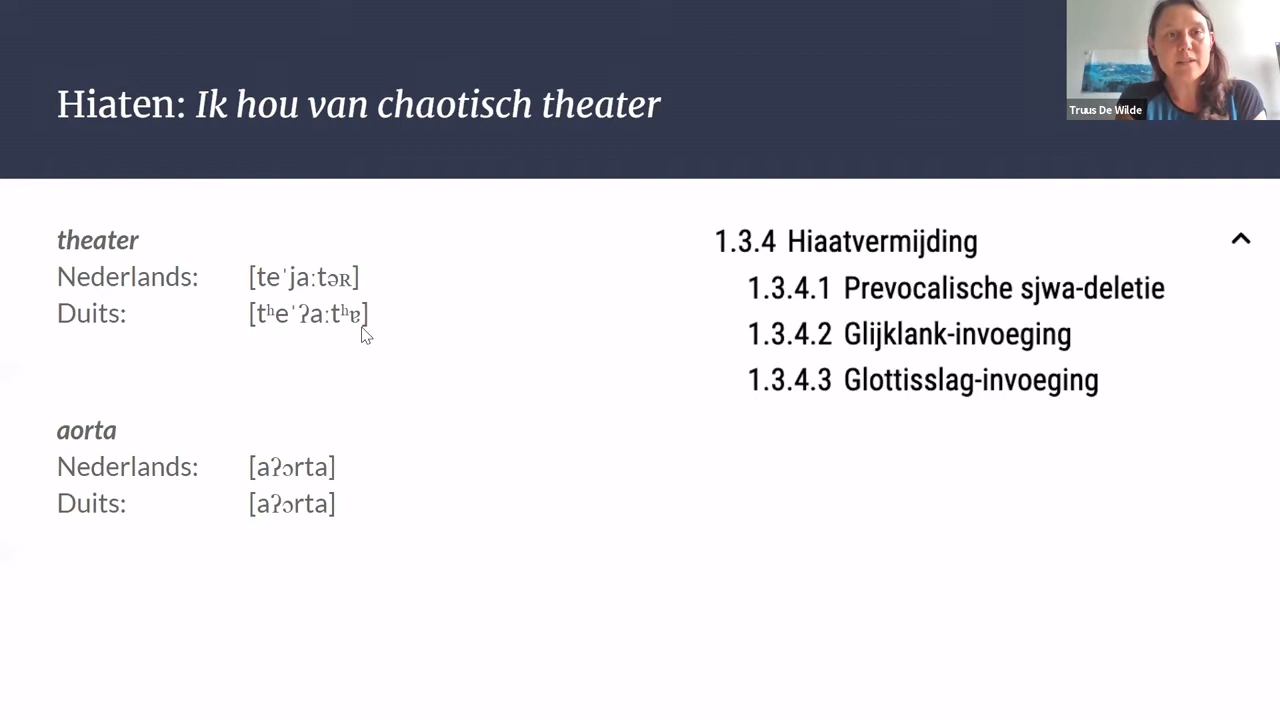 Hiaten: Ik hou van chaotisch theater
Truus De Wilde
theater
Nederlands: [teˈjaːtəʀ]
Duits: [tʰeˈʔaːtʰɐ]
aorta
Nederlands: [aʔɔrta]
Duits: [aʔɔrta]
1.3.4 Hiaatvermijding
1.3.4.1 Prevocalische sjwa-deletie
1.3.4.2 Glijklank-invoeging
1.3.4.3 Glottisslag-invoeging